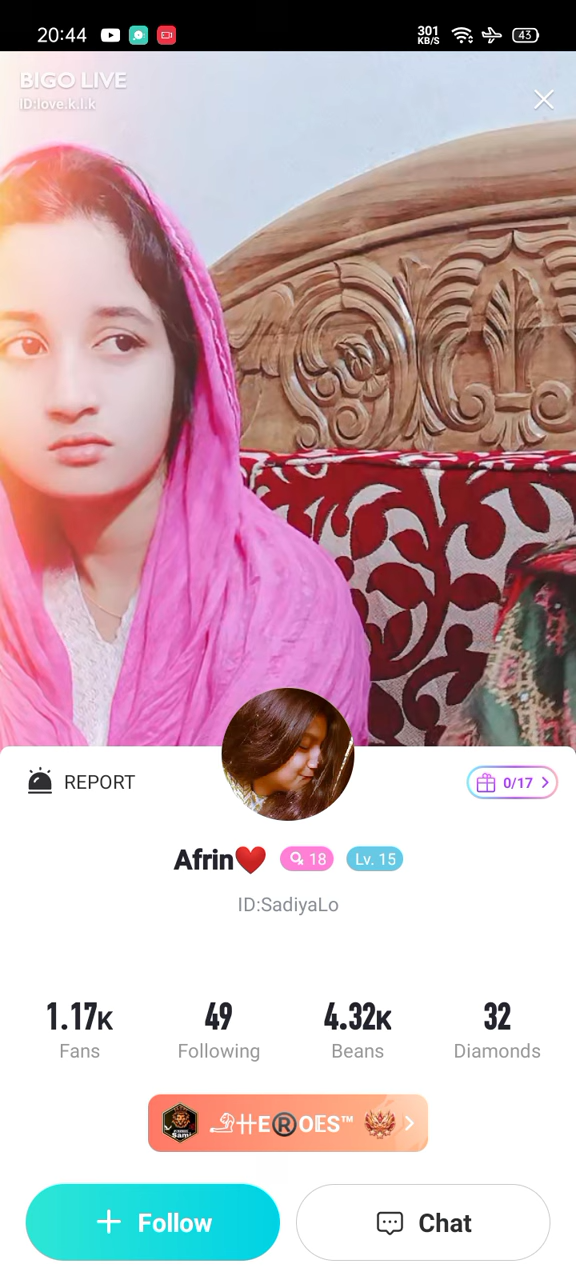 20:44 301 KB/S 43
BIGO LIVE
ID:love.k.l.k
REPORT
0/17
Afrin❤️ 18 Lv. 15
ID:SadiyaLo
1.17K 49 4.32K 32
Fans Following Beans Diamonds
Sami
Follow Chat